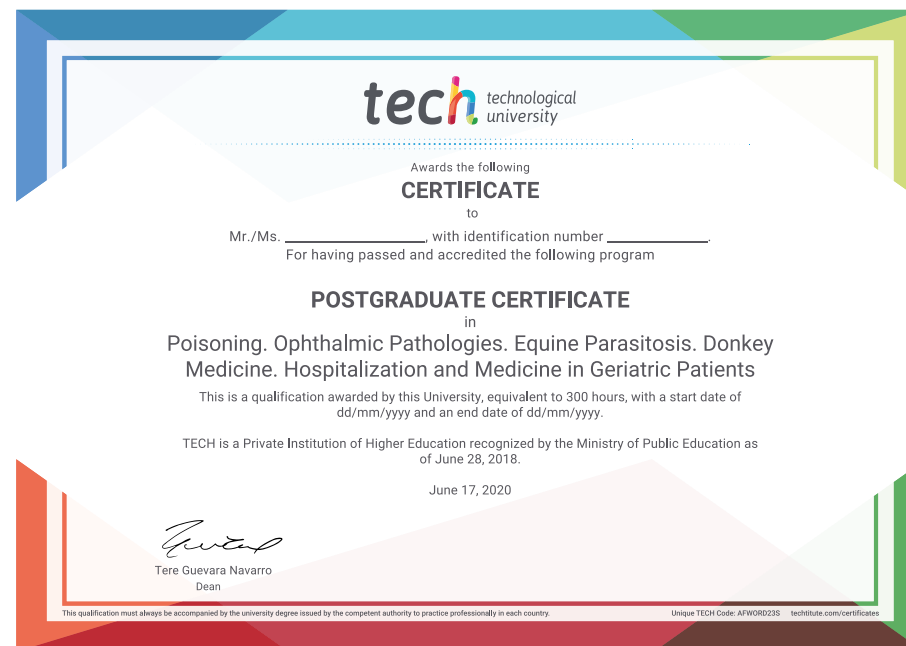 tech technological
university
Awards the following
CERTIFICATE
to
Mr./Ms. ____________, with identification number ____________.
For having passed and accredited the following program
POSTGRADUATE CERTIFICATE
in
Poisoning. Ophthalmic Pathologies. Equine Parasitosis. Donkey
Medicine. Hospitalization and Medicine in Geriatric Patients
This is a qualification awarded by this University, equivalent to 300 hours, with a start date of
dd/mm/yyyy and an end date of dd/mm/yyyy.
TECH is a Private Institution of Higher Education recognized by the Ministry of Public Education as
of June 28, 2018.
June 17, 2020
Tere Guevara Navarro
Dean
This qualification must always be accompanied by the university degree issued by the competent authority to practice professionally in each country.
Unique TECH Code: AFWORD23S techtitute.com/certificates